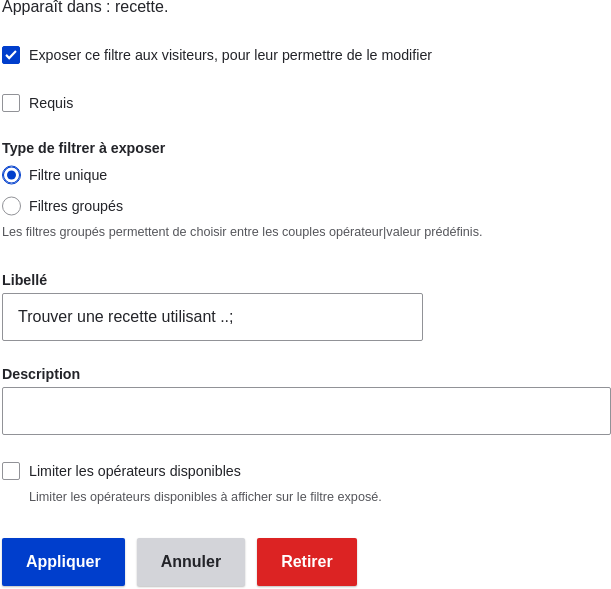 Apparaît dans : recette.
Exposer ce filtre aux visiteurs, pour leur permettre de le modifier
Requis
Type de filtrer à exposer
Filtre unique
Filtres groupés
Les filtres groupés permettent de choisir entre les couples opérateur|valeur prédéfinis.
Libellé
Trouver une recette utilisant ..;
Description
Limiter les opérateurs disponibles
Limiter les opérateurs disponibles à afficher sur le filtre exposé.
Appliquer Annuler Retirer